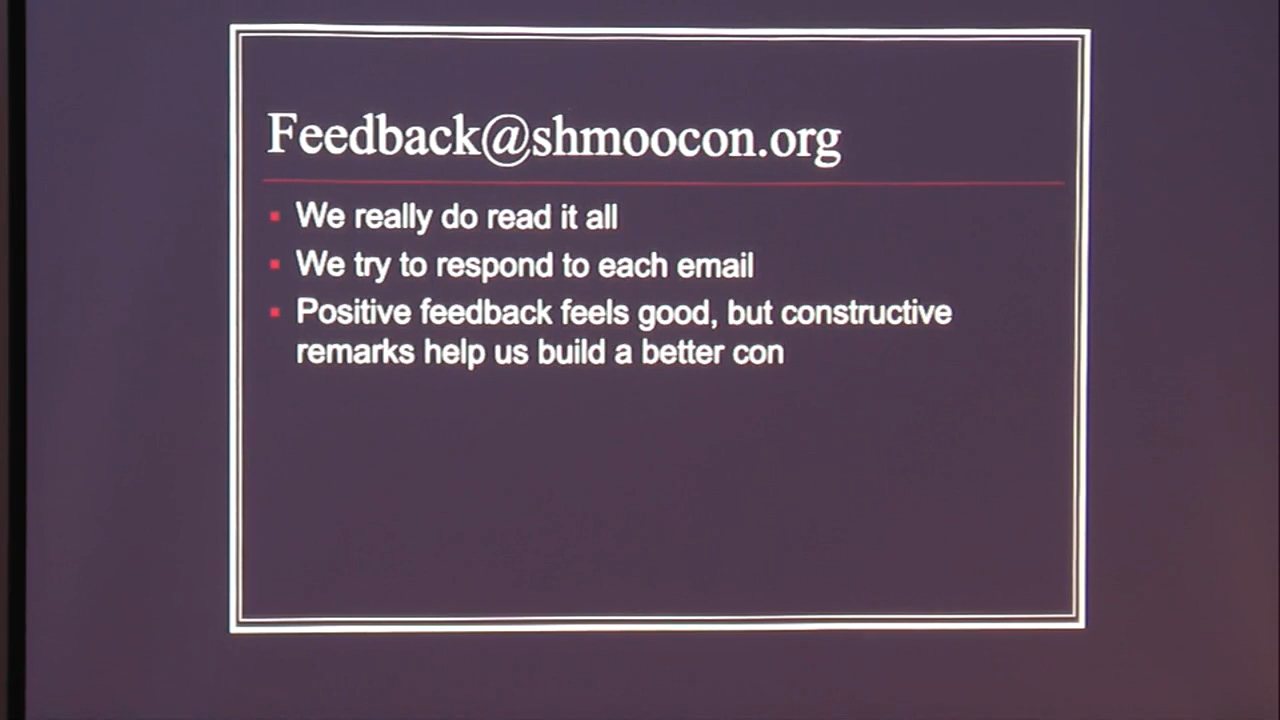 Feedback@shmoocon.org
We really do read it all
We try to respond to each email
Positive feedback feels good, but constructive
remarks help us build a better con